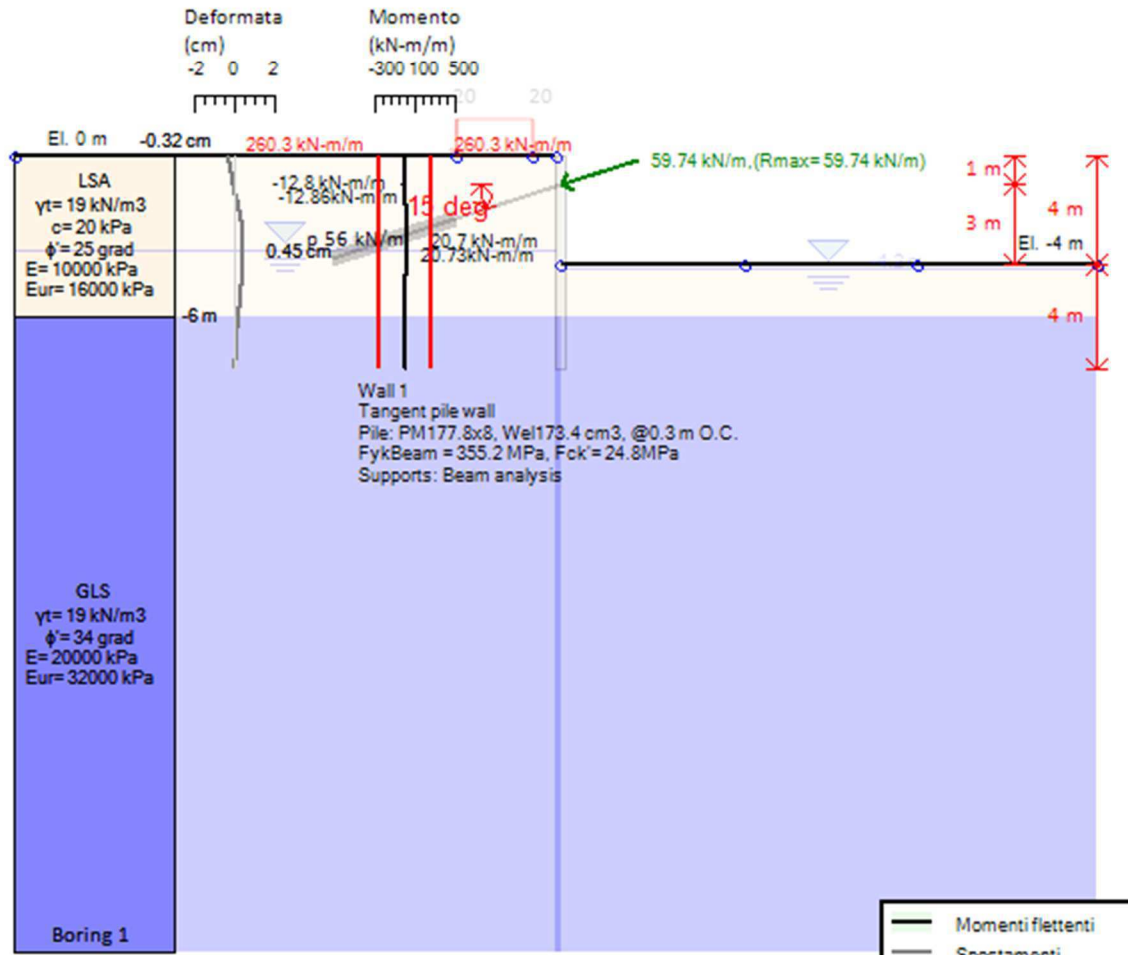 Deformata
(cm)
-2 0 2
Momento
(kN-m/m)
-300 100 500
20 20
El. 0 m
-0.32 cm
260.3 kN-m/m
260.3 kN-m/m
59.74 kN/m,(Rmax= 59.74 kN/m)
LSA
γt= 19 kN/m3
c= 20 kPa
ϕ'= 25 grad
E= 10000 kPa
Eur= 16000 kPa
-12.8 kN-m/m
-12.86kN-m/m
15 deg
p 56 kN/m
0.45 cm
20.7 kN-m/m
20.73kN-m/m
1 m
3 m
4 m
El. -4 m
4 m
-6 m
Wall 1
Tangent pile wall
Pile: PM177.8x8, Wel173.4 cm3, @0.3 m O.C.
FykBeam = 355.2 MPa, Fck'= 24.8MPa
Supports: Beam analysis
GLS
γt= 19 kN/m3
ϕ'= 34 grad
E= 20000 kPa
Eur= 32000 kPa
Boring 1
Momenti flettenti
Spostamenti